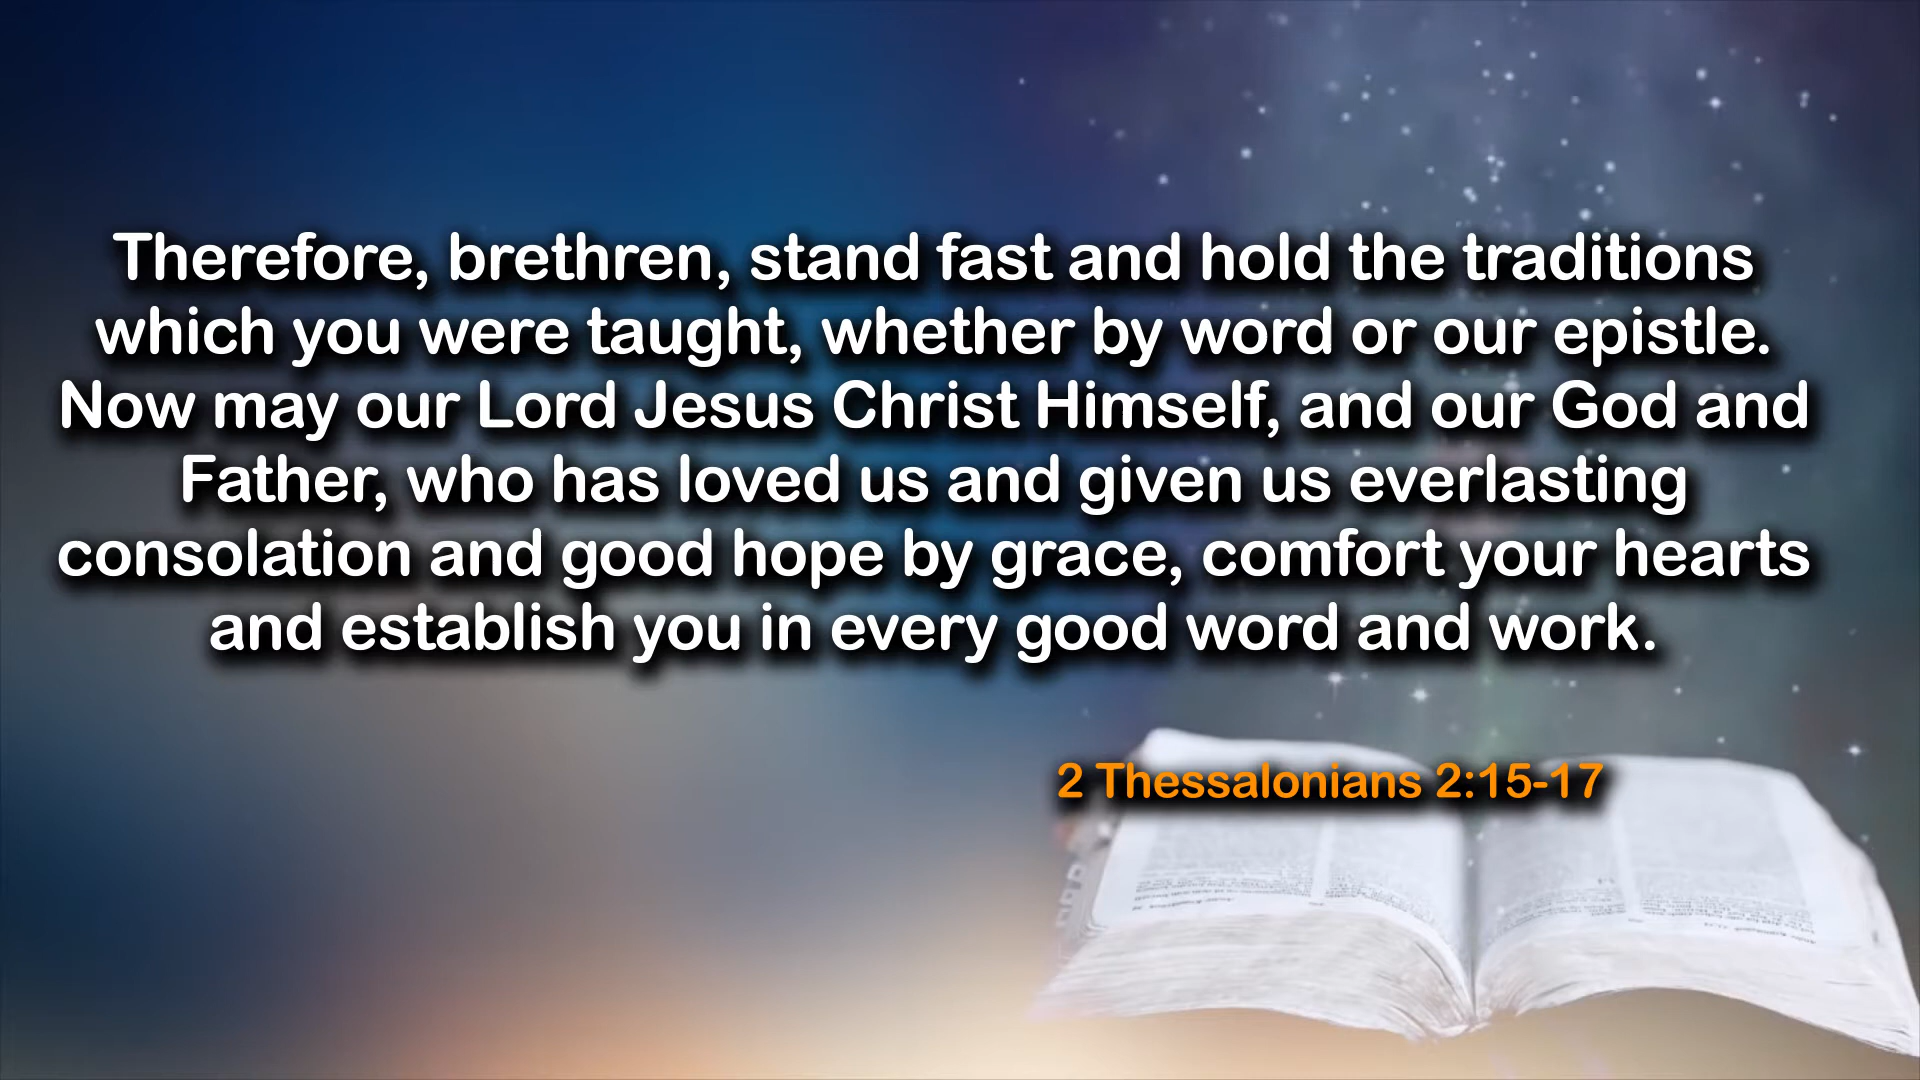 Therefore, brethren, stand fast and hold the traditions
which you were taught, whether by word or our epistle.
Now may our Lord Jesus Christ Himself, and our God and
Father, who has loved us and given us everlasting
consolation and good hope by grace, comfort your hearts
and establish you in every good word and work.
2 Thessalonians 2:15-17